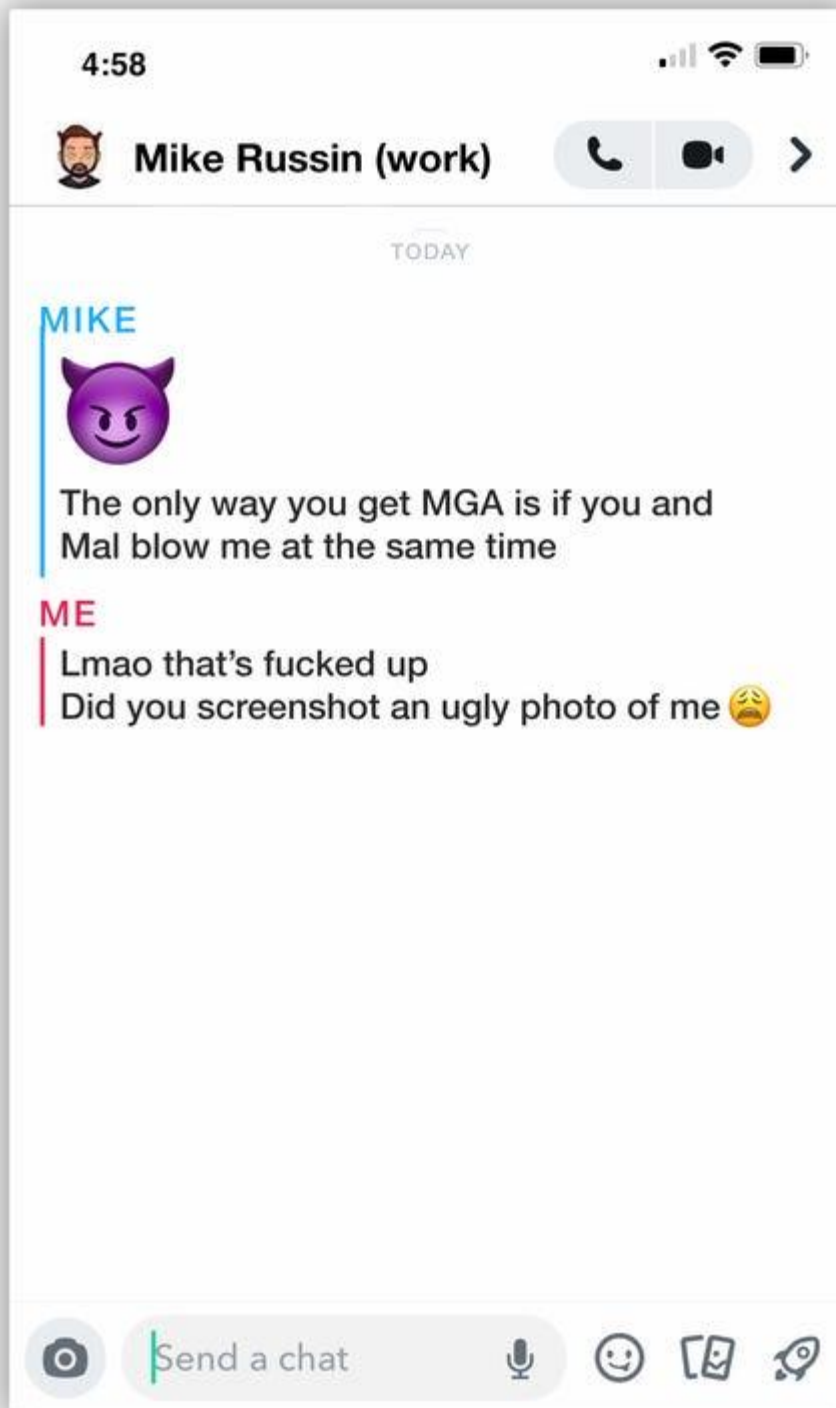 4:58
Mike Russin (work)
TODAY
MIKE
😈
The only way you get MGA is if you and
Mal blow me at the same time
ME
Lmao that’s fucked up
Did you screenshot an ugly photo of me 😩
Send a chat